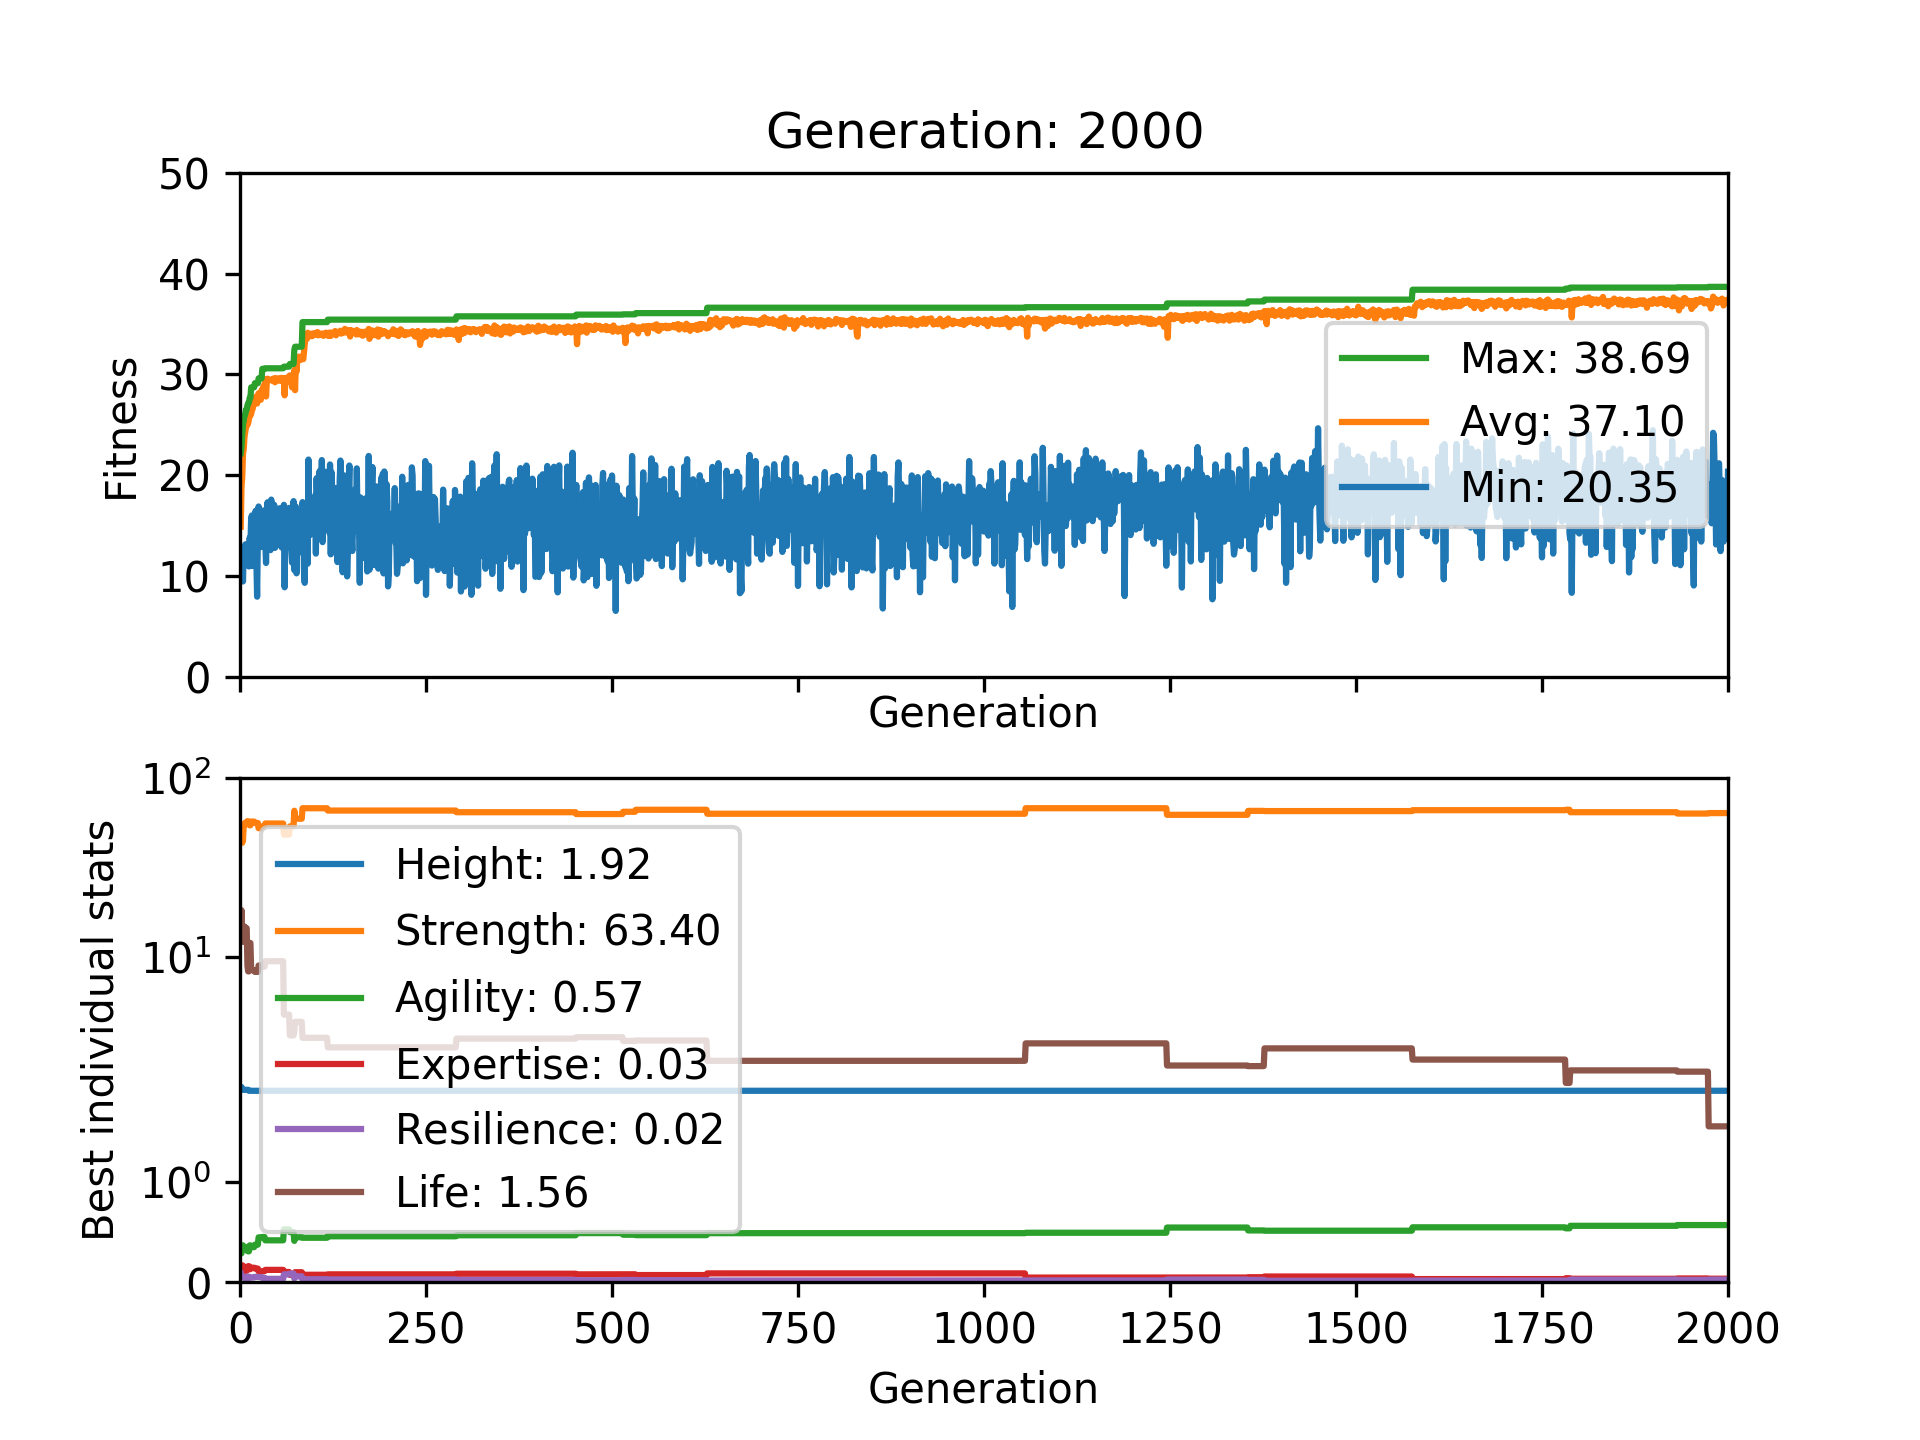 Generation: 2000
50
40
30
20
10
0
Fitness
Max: 38.69
Avg: 37.10
Min: 20.35
Generation
10²
10¹
10⁰
0
Best individual stats
Height: 1.92
Strength: 63.40
Agility: 0.57
Expertise: 0.03
Resilience: 0.02
Life: 1.56
0 250 500 750 1000 1250 1500 1750 2000
Generation